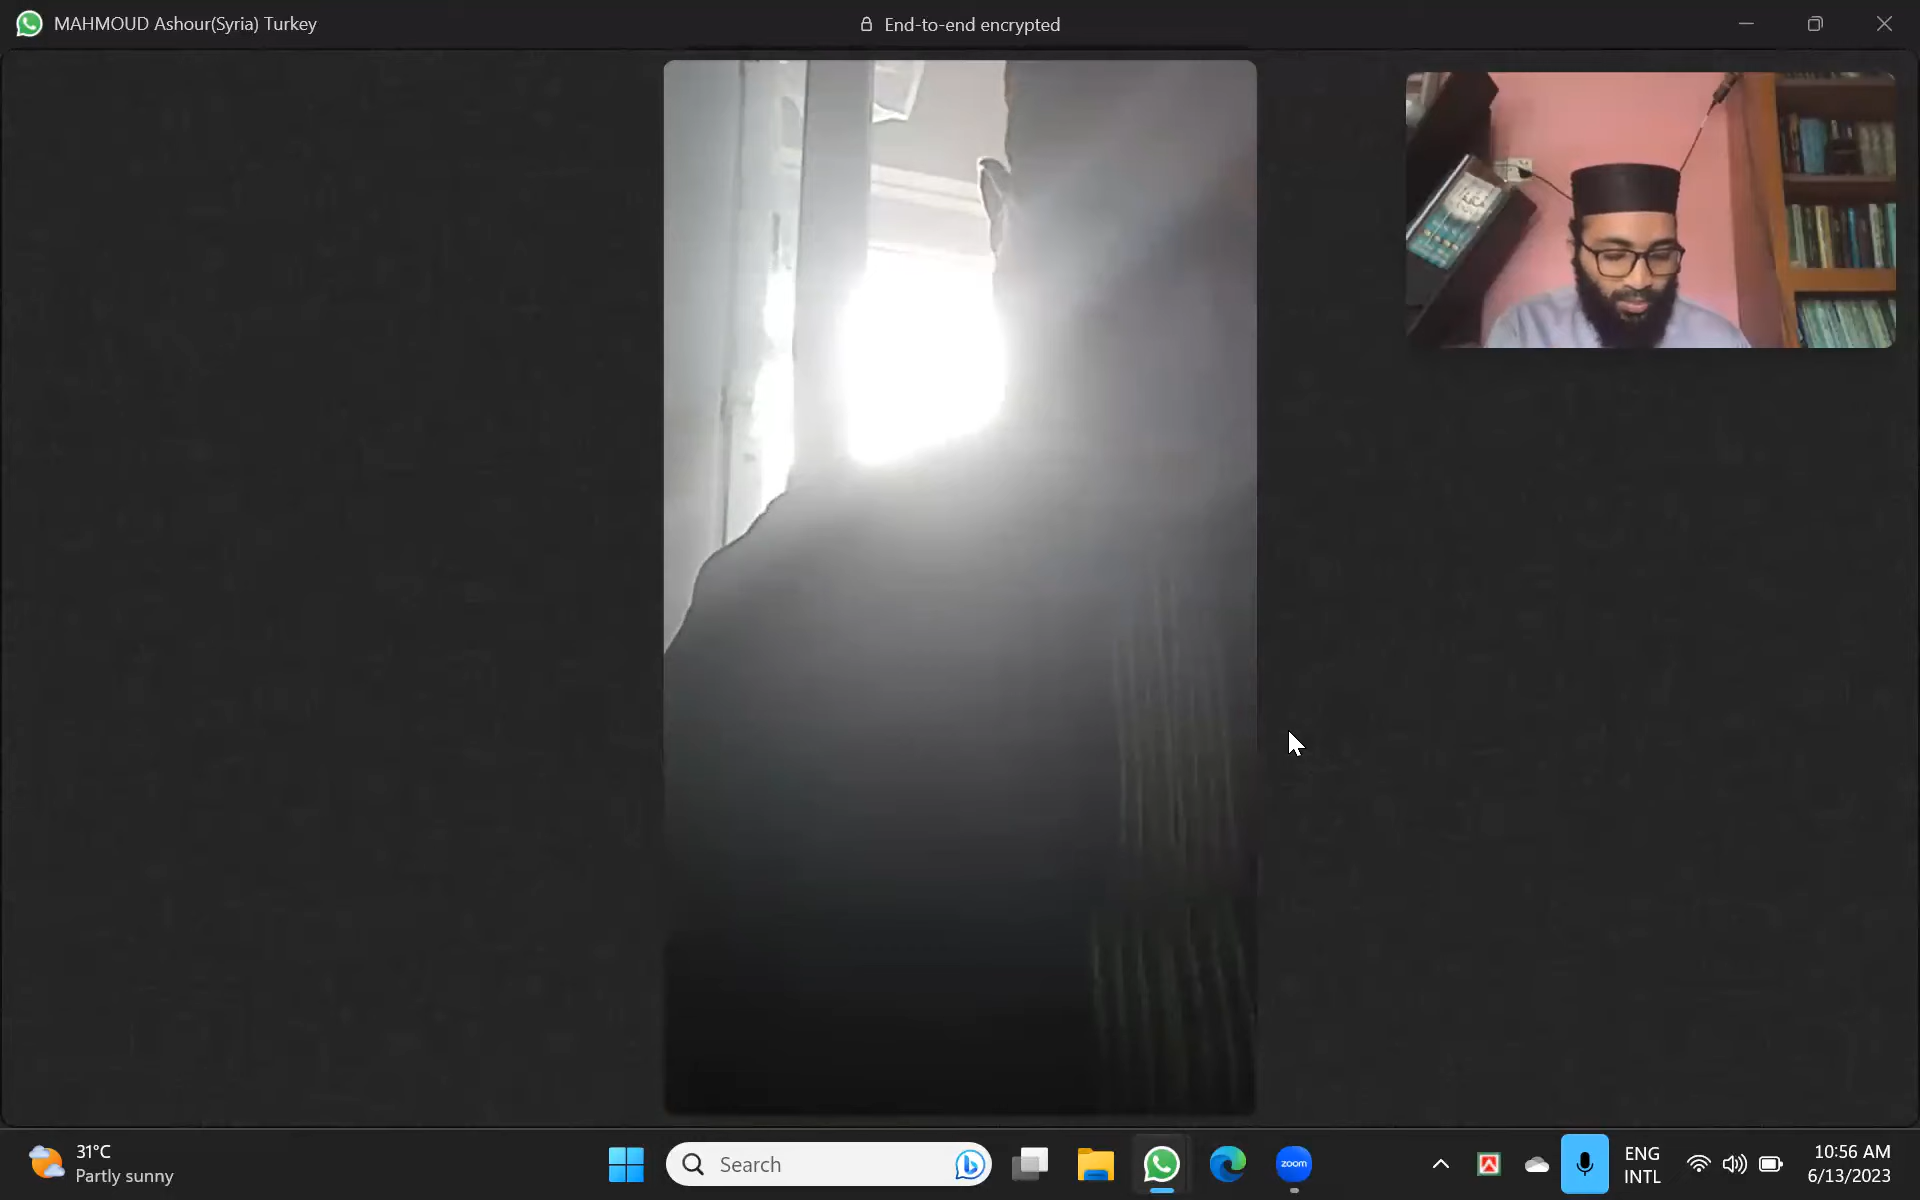 MAHMOUD Ashour(Syria) Turkey
End-to-end encrypted
31°C
Partly sunny
Search
zoom
ENG
INTL
10:56 AM
6/13/2023